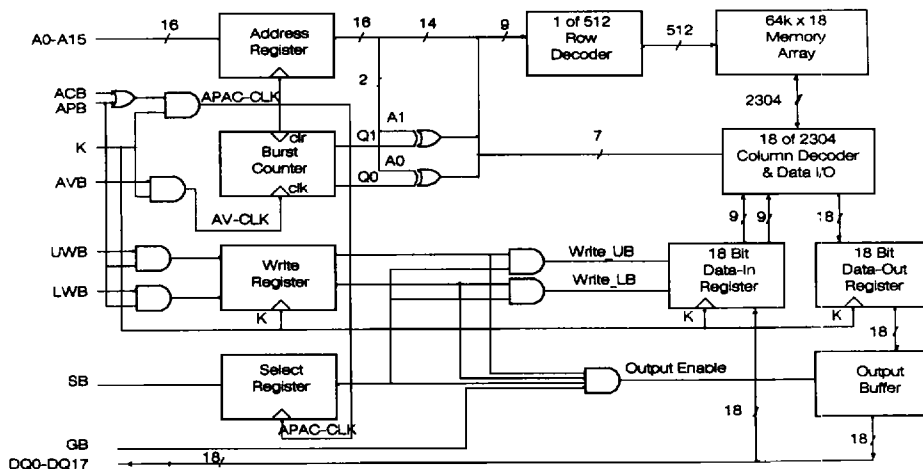 A0-A15
16
Address
Register
16
14
9
1 of 512
Row
Decoder
512
64k x 18
Memory
Array
2
2304
ACB
APB
APAC-CLK
K
clr
Burst
Counter
clk
Q1
A1
A0
Q0
7
18 of 2304
Column Decoder
& Data I/O
AVB
AV-CLK
9
9
18
UWB
LWB
Write
Register
K
Write_UB
Write_LB
18 Bit
Data-In
Register
K
18 Bit
Data-Out
Register
K
18
SB
Select
Register
APAC-CLK
Output Enable
Output
Buffer
18
18
GB
DQ0-DQ17
18